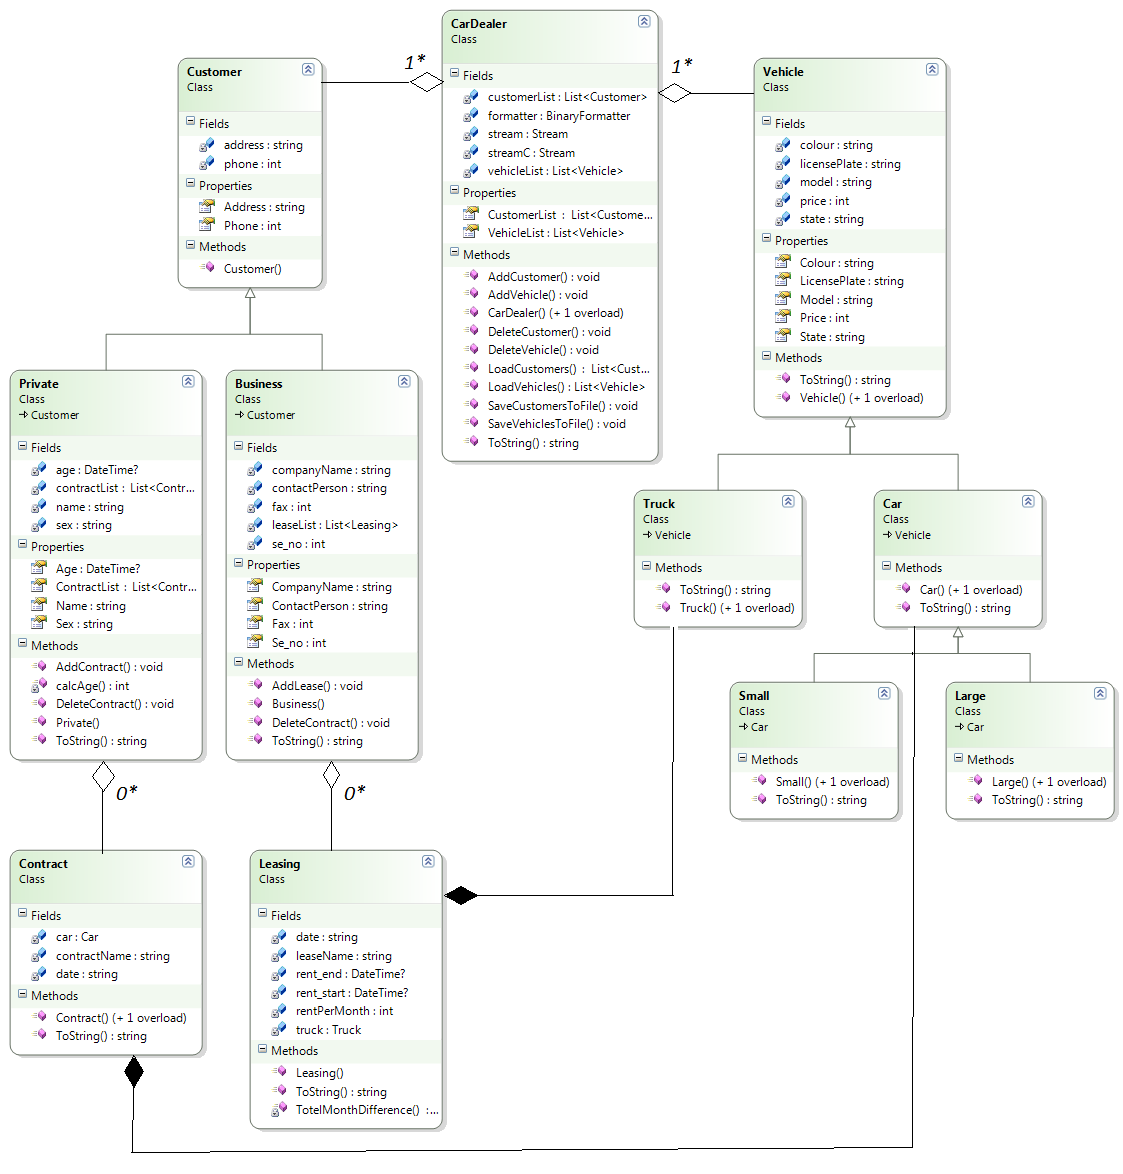 CarDealer
Class
Fields
customerList : List<Customer>
formatter : BinaryFormatter
stream : Stream
streamC : Stream
vehicleList : List<Vehicle>
Properties
CustomerList : List<Custome...
VehicleList : List<Vehicle>
Methods
AddCustomer() : void
AddVehicle() : void
CarDealer() (+ 1 overload)
DeleteCustomer() : void
DeleteVehicle() : void
LoadCustomers() : List<Cust...
LoadVehicles() : List<Vehicle>
SaveCustomersToFile() : void
SaveVehiclesToFile() : void
ToString() : string
1*
1*
Customer
Class
Fields
address : string
phone : int
Properties
Address : string
Phone : int
Methods
Customer()
Vehicle
Class
Fields
colour : string
licensePlate : string
model : string
price : int
state : string
Properties
Colour : string
LicensePlate : string
Model : string
Price : int
State : string
Methods
ToString() : string
Vehicle() (+ 1 overload)
Private
Class
Customer
Fields
age : DateTime?
contractList : List<Contr...
name : string
sex : string
Properties
Age : DateTime?
ContractList : List<Contr...
Name : string
Sex : string
Methods
AddContract() : void
calcAge() : int
DeleteContract() : void
Private()
ToString() : string
0*
Business
Class
Customer
Fields
companyName : string
contactPerson : string
fax : int
leaseList : List<Leasing>
se_no : int
Properties
CompanyName : string
ContactPerson : string
Fax : int
Se_no : int
Methods
AddLease() : void
Business()
DeleteContract() : void
ToString() : string
0*
Truck
Class
Vehicle
Methods
ToString() : string
Truck() (+ 1 overload)
Car
Class
Vehicle
Methods
Car() (+ 1 overload)
ToString() : string
Small
Class
Car
Methods
Small() (+ 1 overload)
ToString() : string
Large
Class
Car
Methods
Large() (+ 1 overload)
ToString() : string
Contract
Class
Fields
car : Car
contractName : string
date : string
Methods
Contract() (+ 1 overload)
ToString() : string
Leasing
Class
Fields
date : string
leaseName : string
rent_end : DateTime?
rent_start : DateTime?
rentPerMonth : int
truck : Truck
Methods
Leasing()
ToString() : string
TotelMonthDifference() :...